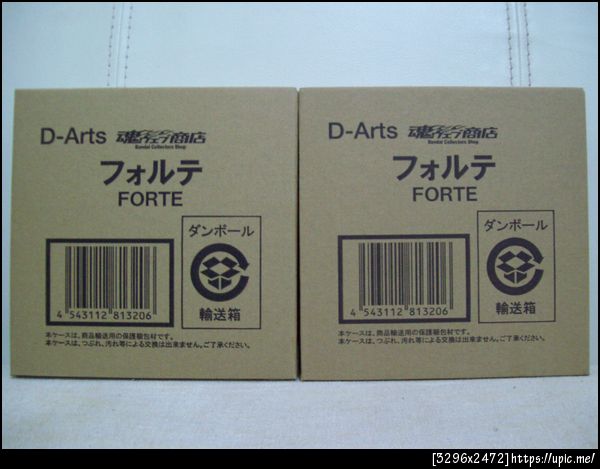 D-Arts 魂ウェブ商店
Bandai Collectors Shop
フォルテ
FORTE
ダンボール
輸送箱
4 543112 813206
本ケースは、商品輸送用の保護梱包材です。
本ケースは、つぶれ、汚れ等による交換は出来ません。ご了承ください。
D-Arts 魂ウェブ商店
Bandai Collectors Shop
フォルテ
FORTE
ダンボール
輸送箱
4 543112 813206
本ケースは、商品輸送用の保護梱包材です。
本ケースは、つぶれ、汚れ等による交換は出来ません。ご了承ください。
[3296x2472]https://upic.me/